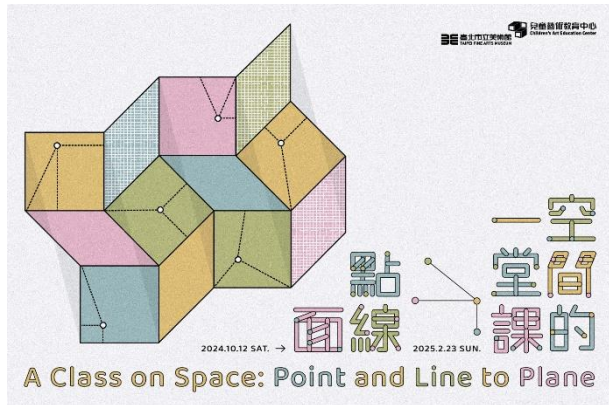 臺北市立美術館
TAIPEI FINE ARTS MUSEUM
兒童藝術教育中心
Children's Art Education Center
空間的
一堂課
點線面
2024.10.12 SAT. → 2025.2.23 SUN.
A Class on Space: Point and Line to Plane